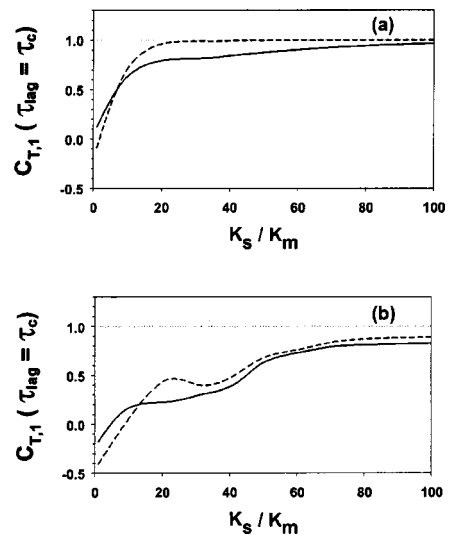 (a)
1.0
0.5
0.0
-0.5
C_T,1 ( τ_lag = τ_c)
0 20 40 60 80 100
K_s / K_m
(b)
1.0
0.5
0.0
-0.5
C_T,1 ( τ_lag = τ_c)
0 20 40 60 80 100
K_s / K_m